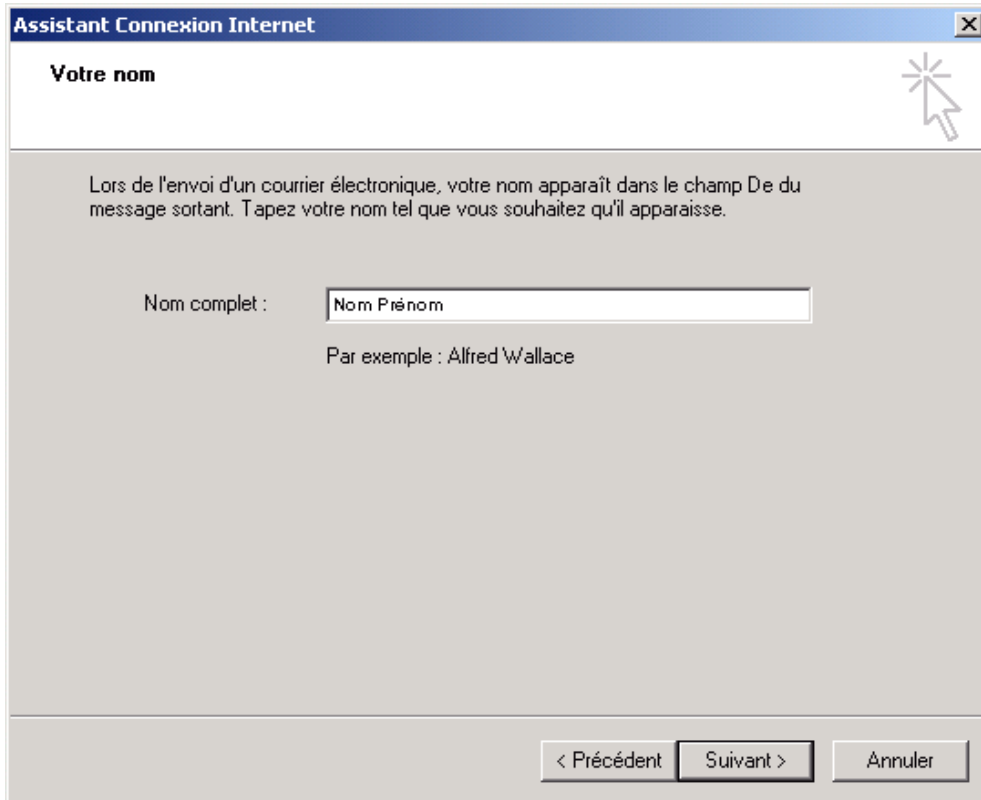 Assistant Connexion Internet
Votre nom
Lors de l'envoi d'un courrier électronique, votre nom apparaît dans le champ De du
message sortant. Tapez votre nom tel que vous souhaitez qu'il apparaisse.
Nom complet : Nom Prénom
Par exemple : Alfred Wallace
< Précédent Suivant > Annuler